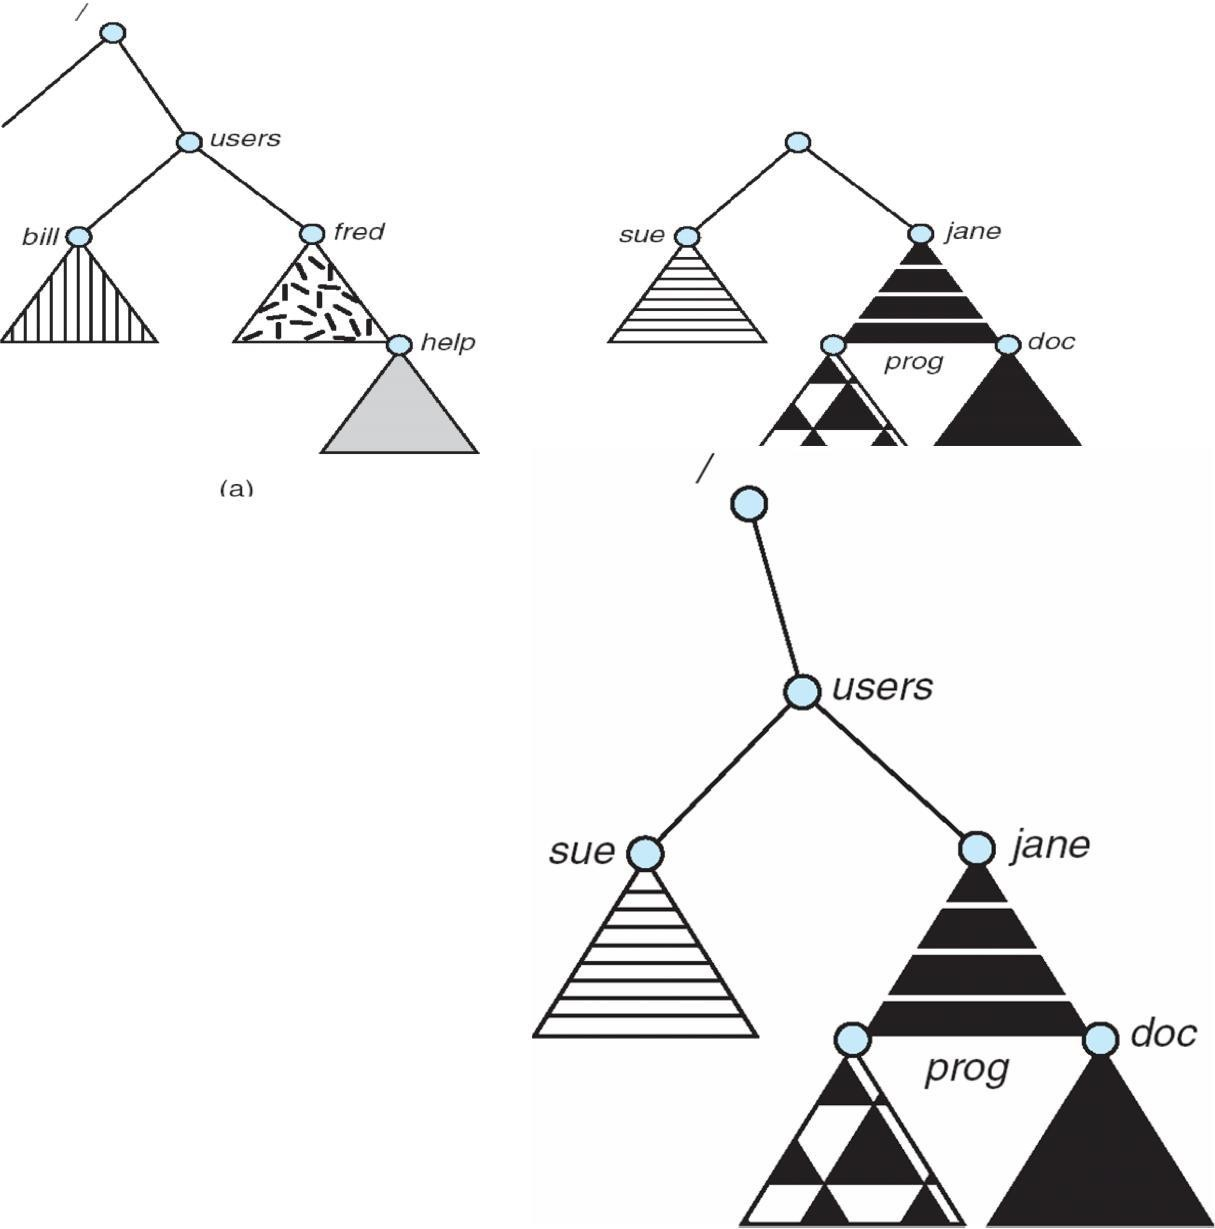 /
users
bill
fred
help
(a)
sue
jane
prog
doc
/
users
sue
jane
prog
doc